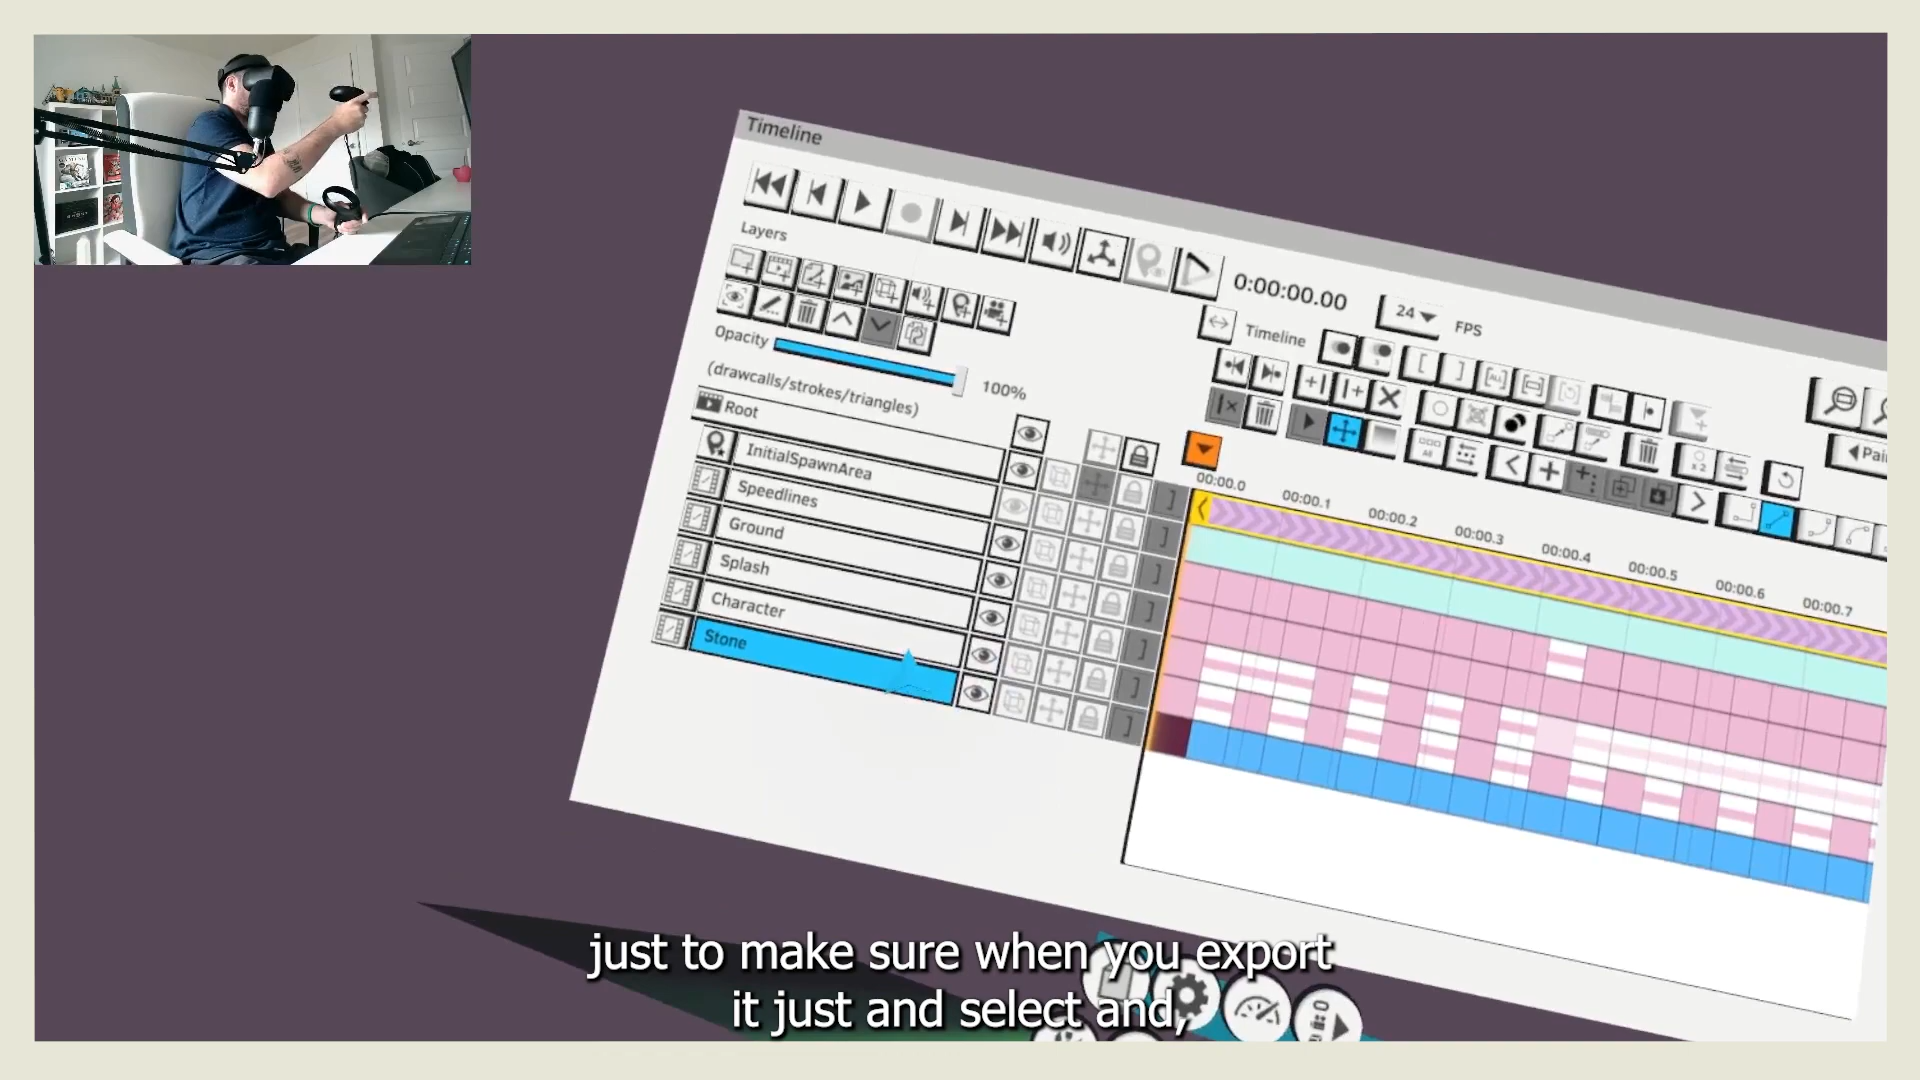 Timeline
Layers
0:00:00.00
24
FPS
Timeline
Opacity
100%
(drawcalls/strokes/triangles)
Root
InitialSpawnArea
Speedlines
Ground
Splash
Character
Stone
00:00.0
00:00.1
00:00.2
00:00.3
00:00.4
00:00.5
00:00.6
00:00.7
just to make sure when you export
it just and select and,